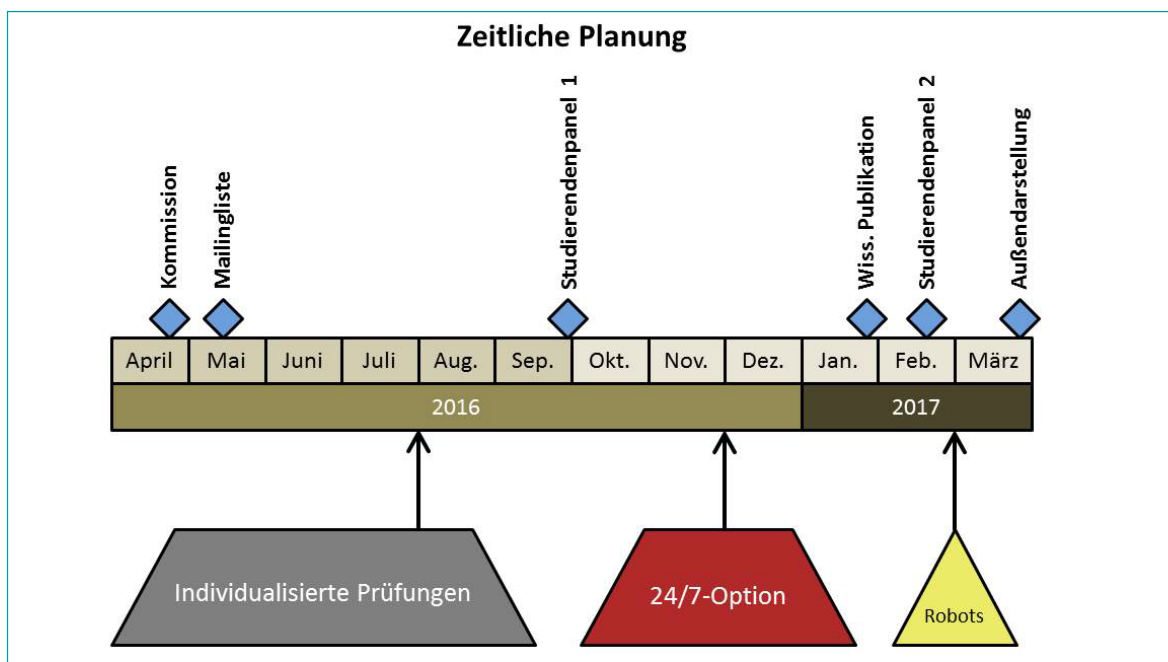 Zeitliche Planung
Kommission
Mailingliste
Studierendenpanel 1
Wiss. Publikation
Studierendenpanel 2
Außendarstellung
April Mai Juni Juli Aug. Sep. Okt. Nov. Dez. Jan. Feb. März
2016 2017
Individualisierte Prüfungen 24/7-Option Robots